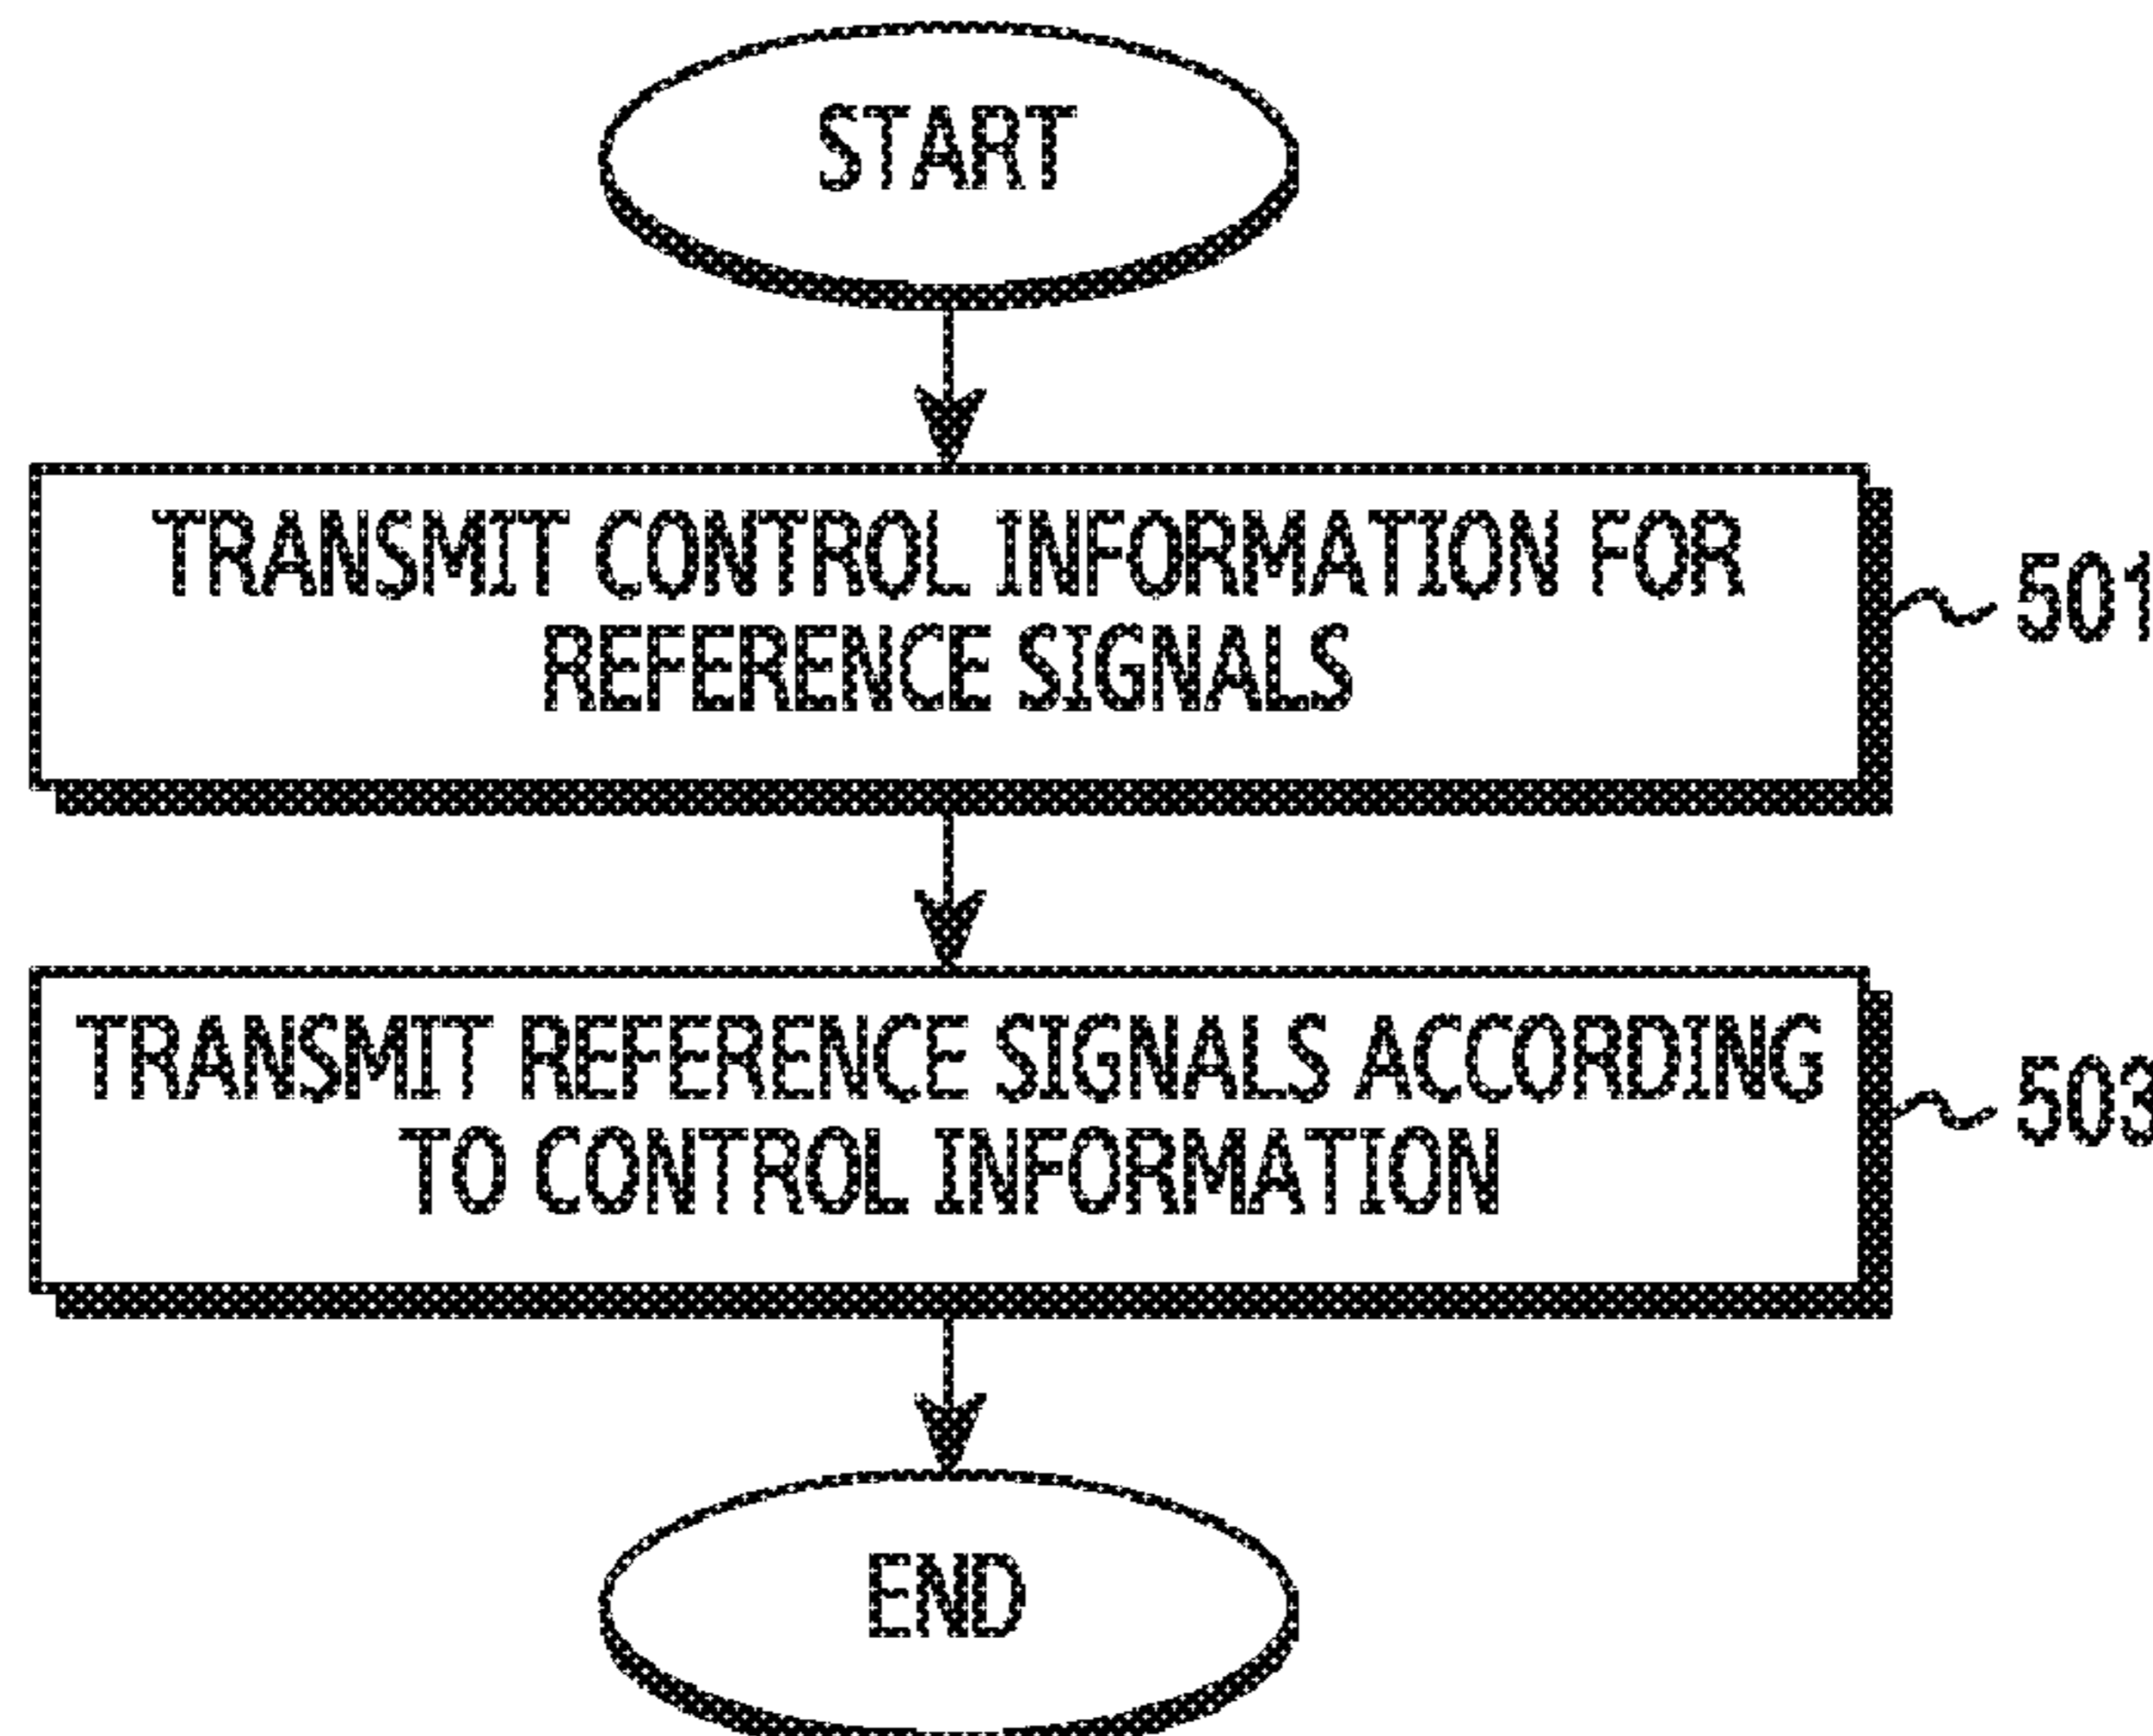 START
TRANSMIT CONTROL INFORMATION FOR
REFERENCE SIGNALS
501
TRANSMIT REFERENCE SIGNALS ACCORDING
TO CONTROL INFORMATION
503
END